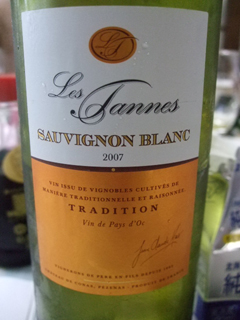 LT
Les Tannes
SAUVIGNON BLANC
2007
VIN ISSU DE VIGNOBLES CULTIVÉS DE
MANIÈRE TRADITIONNELLE ET RAISONNÉE.
TRADITION
Vin de Pays d'Oc